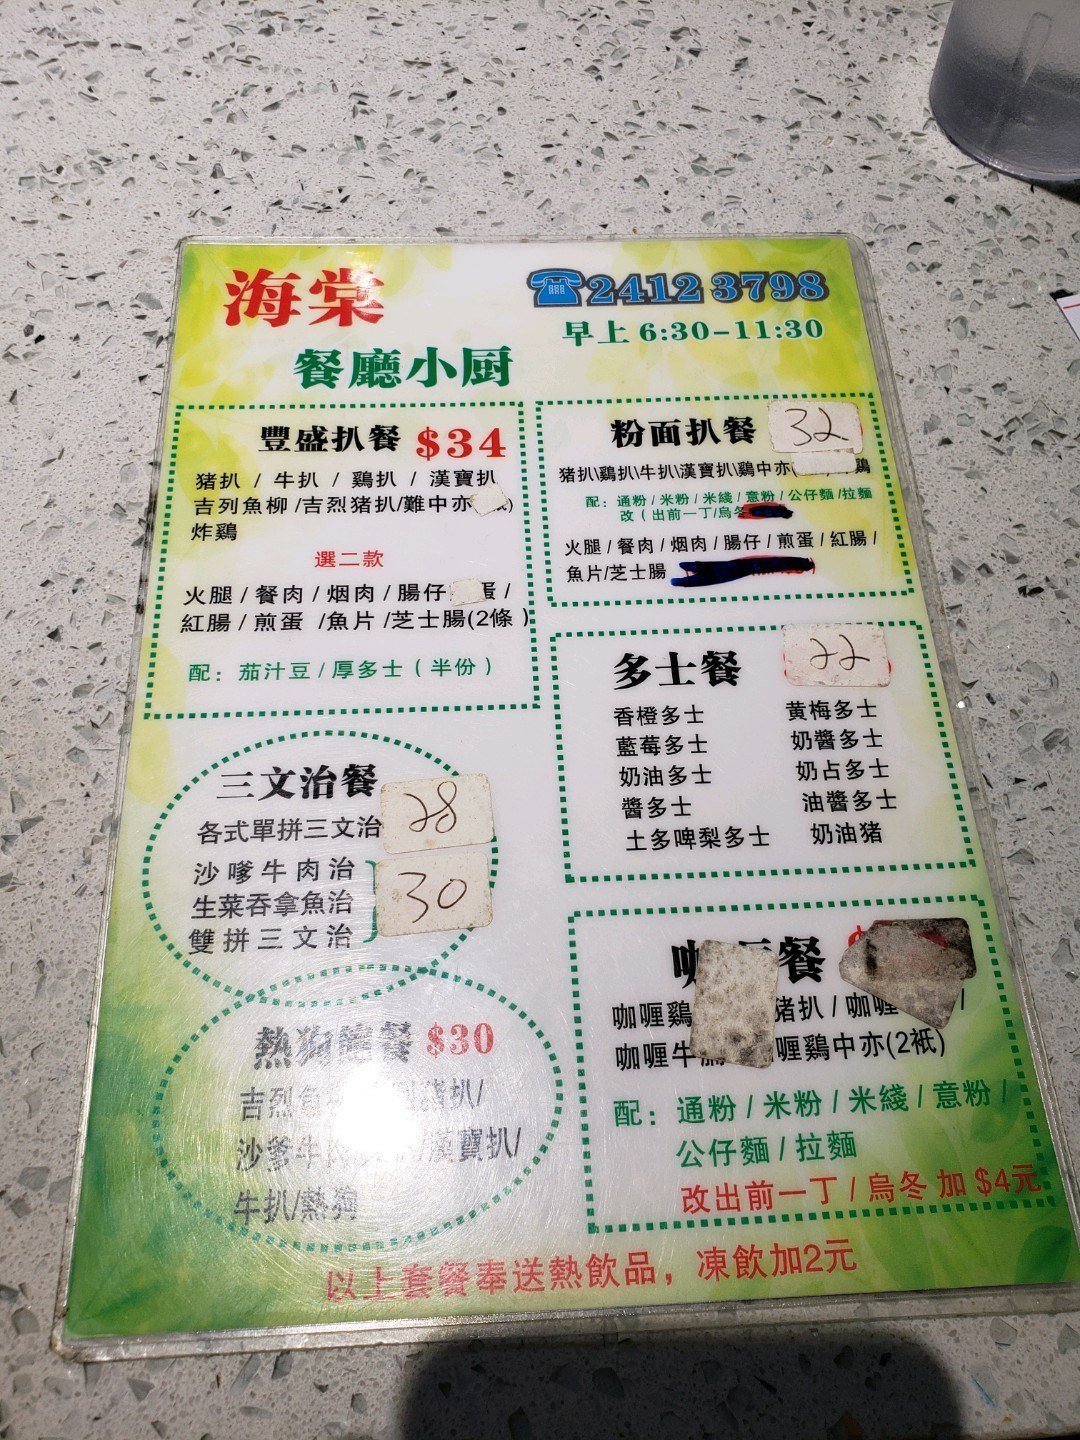 海棠
餐廳小厨
☎2412 3798
早上 6:30-11:30
豐盛扒餐 $34
猪扒 / 牛扒 / 鷄扒 / 漢寶扒
吉列魚柳 /吉烈猪扒/難中亦
炸鷄
選二款
火腿 / 餐肉 / 烟肉 / 腸仔 蛋 /
紅腸 / 煎蛋 /魚片 /芝士腸(2條)
配：茄汁豆 / 厚多士（半份）
粉面扒餐 32
猪扒\鷄扒\牛扒\漢寶扒\鷄中亦( 鷄
配：通粉 / 米粉 / 米綫 / 意粉 / 公仔麵 /拉麵
改（出前一丁/烏冬
火腿 / 餐肉 / 烟肉 / 腸仔 / 煎蛋 / 紅腸 /
魚片/芝士腸
多士餐 22
香橙多士 黄梅多士
藍莓多士 奶醬多士
奶油多士 奶占多士
醬多士 油醬多士
土多啤梨多士 奶油猪
三文治餐
各式單拼三文治 28
沙嗲牛肉治
生菜吞拿魚治 30
雙拼三文治
熱狗 餐 $30
吉烈 猪扒/
沙爹牛 /漢寶扒/
牛扒/熱狗
咖 餐
咖喱鷄 猪扒 / 咖喱 /
咖喱牛 喱鷄中亦(2祇)
配：通粉 / 米粉 / 米綫 / 意粉 /
公仔麵 / 拉麵
改出前一丁 / 烏冬 加 $4元
以上套餐奉送熱飲品，凍飲加2元